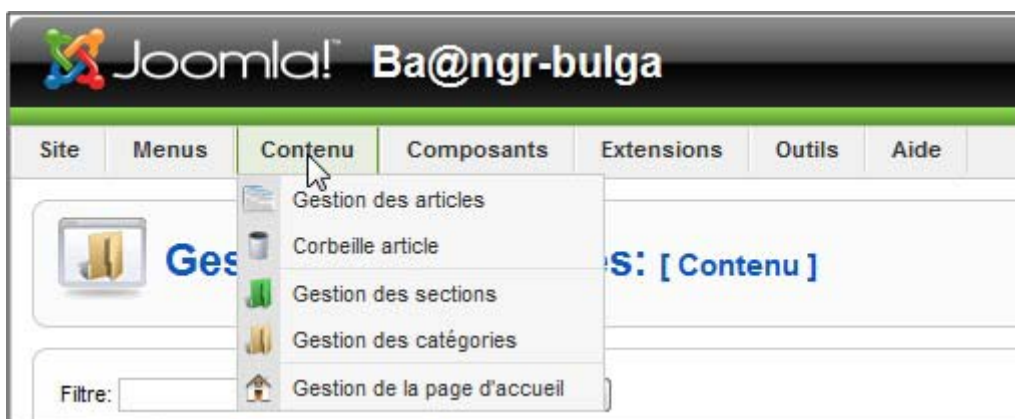 Joomla!™ Ba@ngr-bulga
Site Menus Contenu Composants Extensions Outils Aide
Gestion des articles
Corbeille article
Ges s: [ Contenu ]
Gestion des sections
Gestion des catégories
Filtre:
Gestion de la page d'accueil